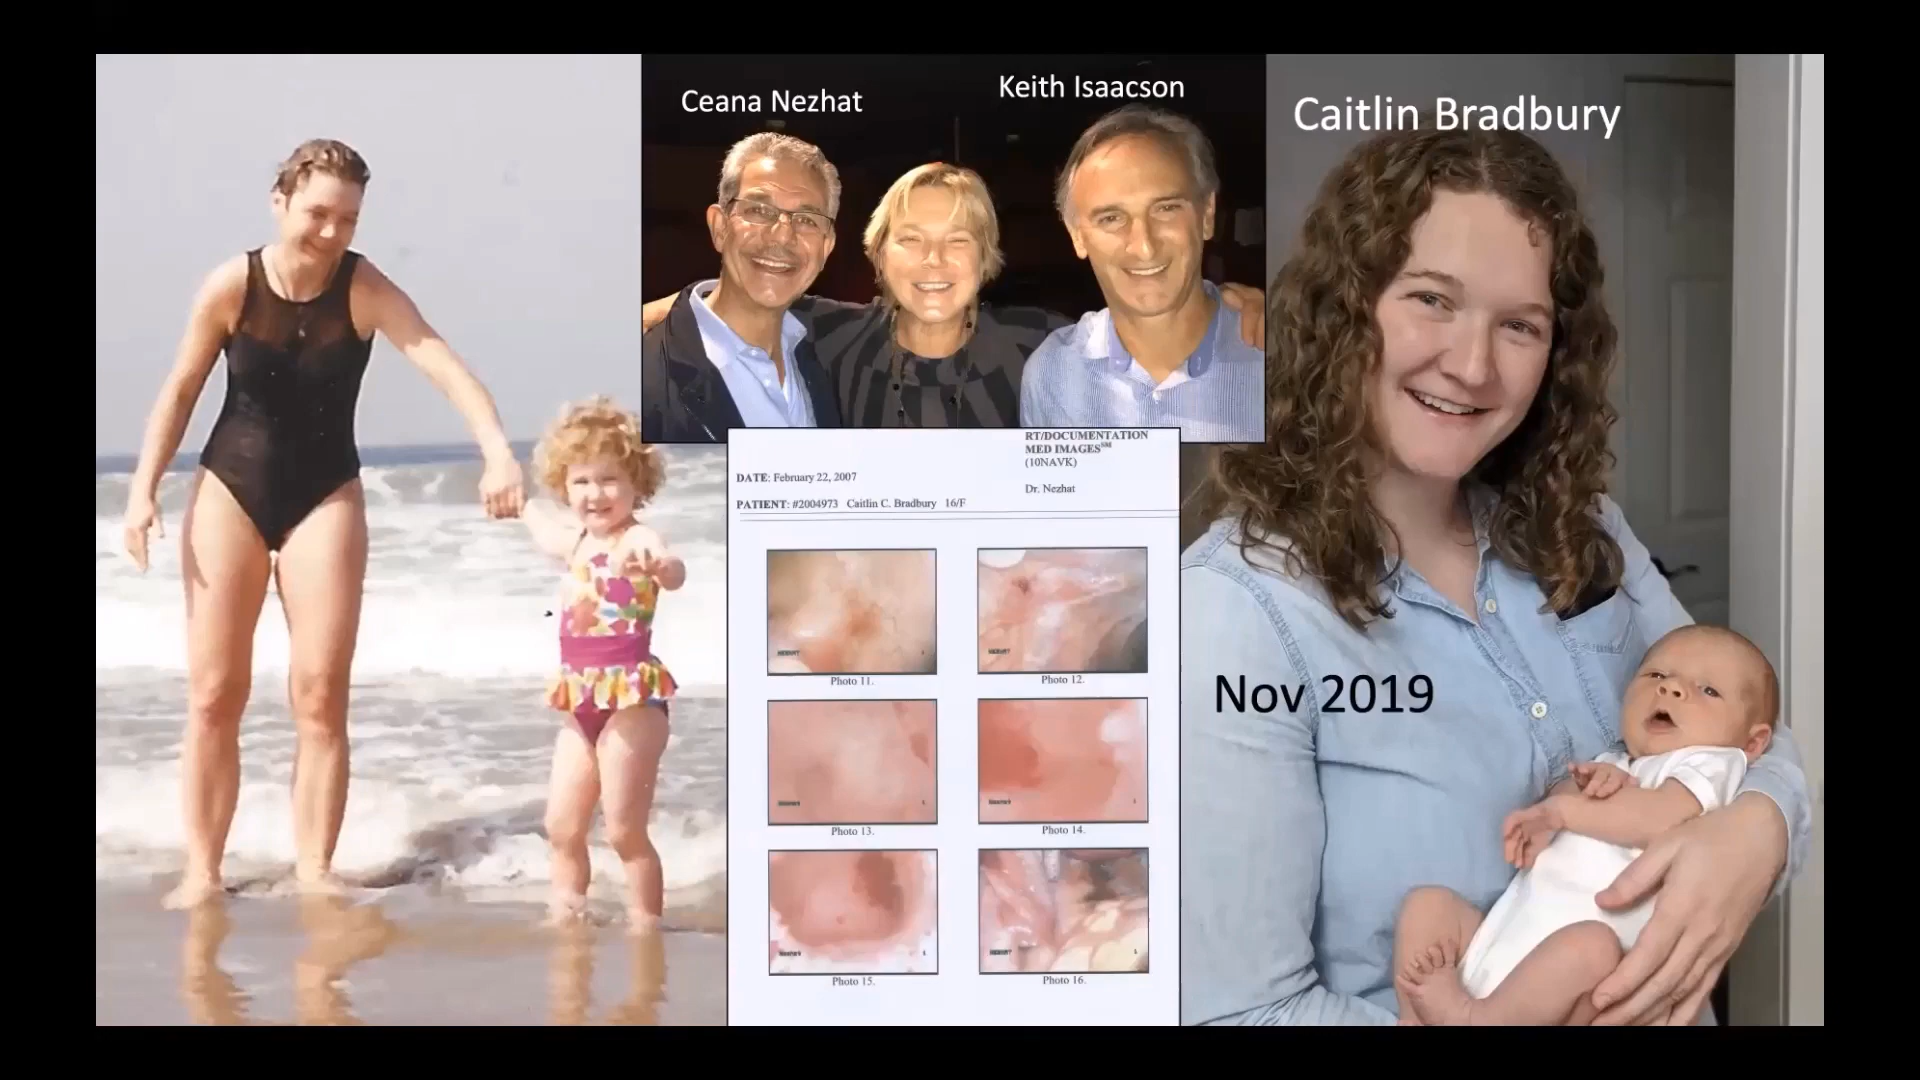 Ceana Nezhat
Keith Isaacson
Caitlin Bradbury
RT/DOCUMENTATION
MED IMAGES℠
(10NAVK)
DATE: February 22, 2007
Dr. Nezhat
PATIENT: #2004973 Caitlin C. Bradbury 16/F
Photo 11.
Photo 12.
Photo 13.
Photo 14.
Photo 15.
Photo 16.
Nov 2019